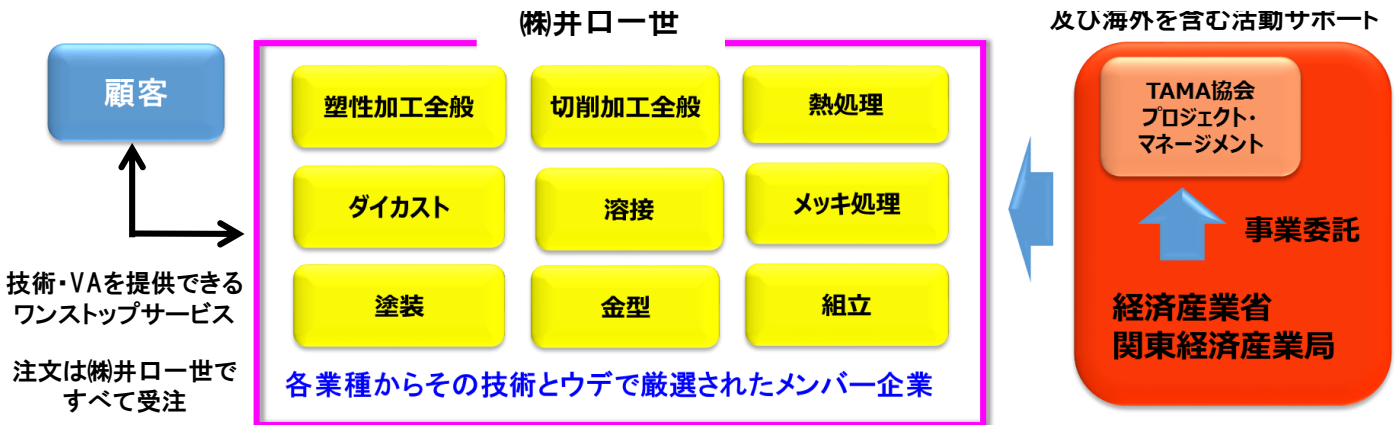 ㈱井口一世
及び海外を含む活動サポート
顧客
塑性加工全般
切削加工全般
熱処理
ダイカスト
溶接
メッキ処理
塗装
金型
組立
各業種からその技術とウデで厳選されたメンバー企業
技術・VAを提供できる
ワンストップサービス
注文は㈱井口一世で
すべて受注
TAMA協会
プロジェクト・
マネージメント
事業委託
経済産業省
関東経済産業局